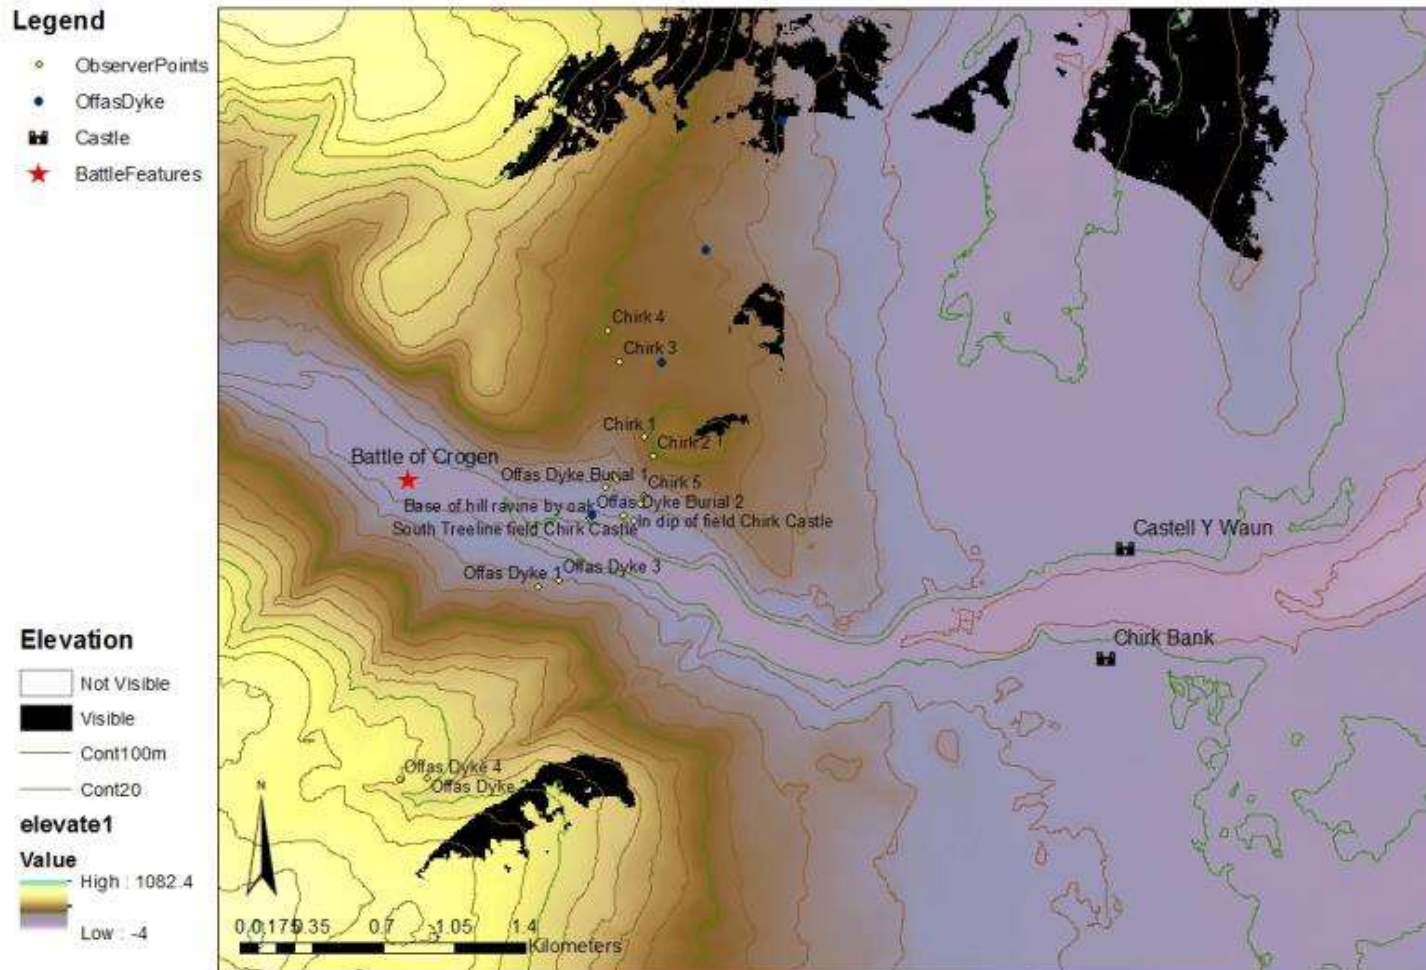 Legend
ObserverPoints
OffasDyke
Castle
BattleFeatures
Chirk 4
Chirk 3
Chirk 1
Chirk 2
Battle of Crogen
Offas Dyke Burial 1
Chirk 5
Base of hill ravine by oak
Offas Dyke Burial 2
South Treeline field Chirk Castle
In dip of field Chirk Castle
Castell Y Waun
Offas Dyke 1
Offas Dyke 3
Chirk Bank
Elevation
Not Visible
Visible
Cont100m
Cont20
elevate1
Value
High : 1082.4
Low : -4
Offas Dyke 4
Offas Dyke
N
0.35 0.7 1.05 1.4
Kilometers